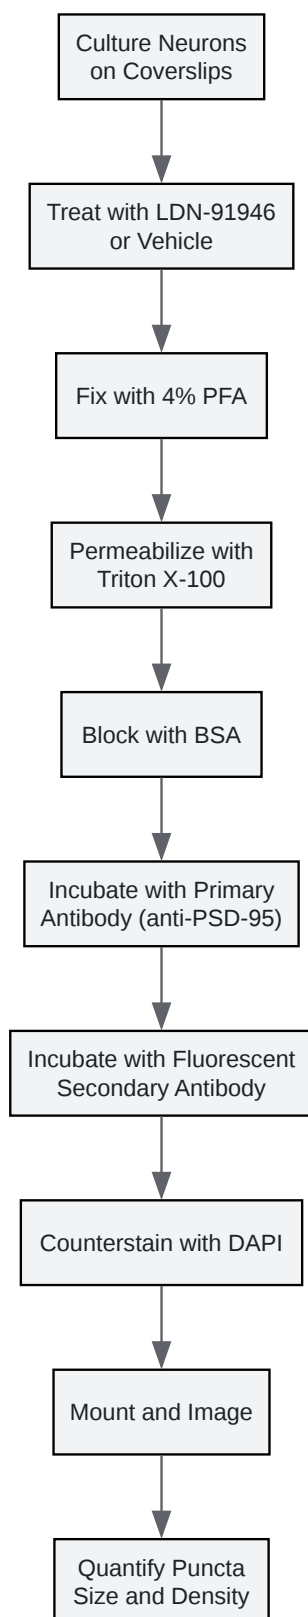 Culture Neurons
on Coverslips
Treat with LDN-91946
or Vehicle
Fix with 4% PFA
Permeabilize with
Triton X-100
Block with BSA
Incubate with Primary
Antibody (anti-PSD-95)
Incubate with Fluorescent
Secondary Antibody
Counterstain with DAPI
Mount and Image
Quantify Puncta
Size and Density